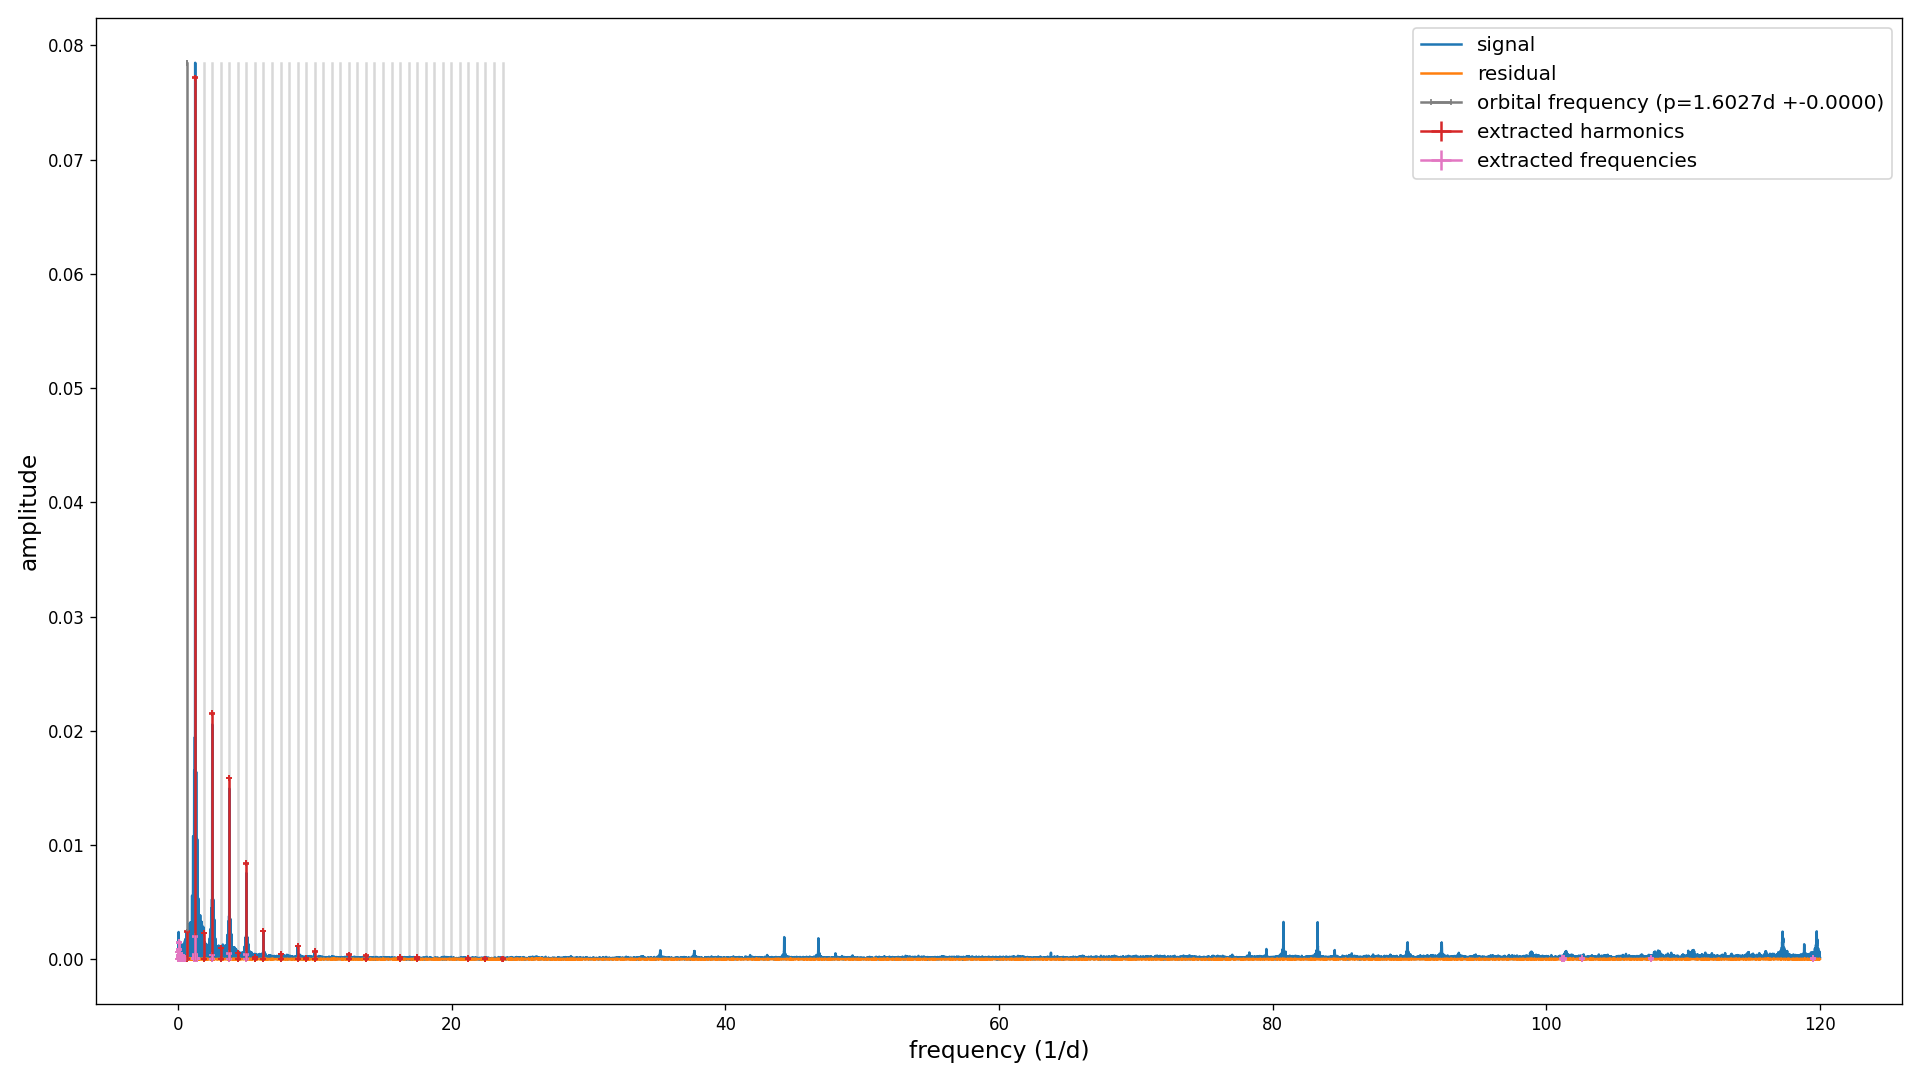 0.08
0.07
0.06
0.05
0.04
0.03
0.02
0.01
0.00
amplitude
0
20
40
60
80
100
120
frequency (1/d)
signal
residual
orbital frequency (p=1.6027d +-0.0000)
extracted harmonics
extracted frequencies